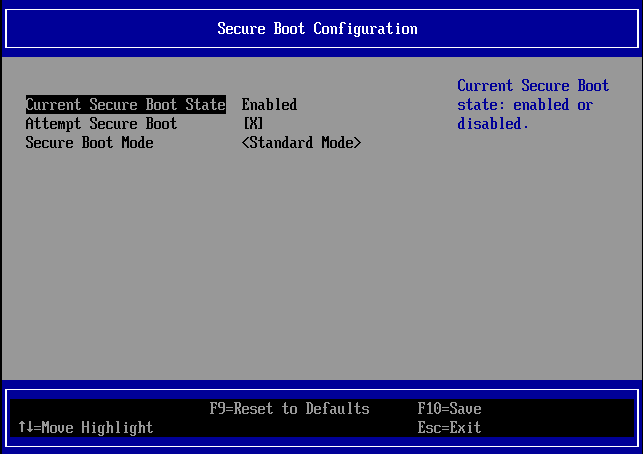 Secure Boot Configuration
Current Secure Boot State Enabled
Attempt Secure Boot [X]
Secure Boot Mode <Standard Mode>
Current Secure Boot
state: enabled or
disabled.
F9=Reset to Defaults F10=Save
↑↓=Move Highlight Esc=Exit